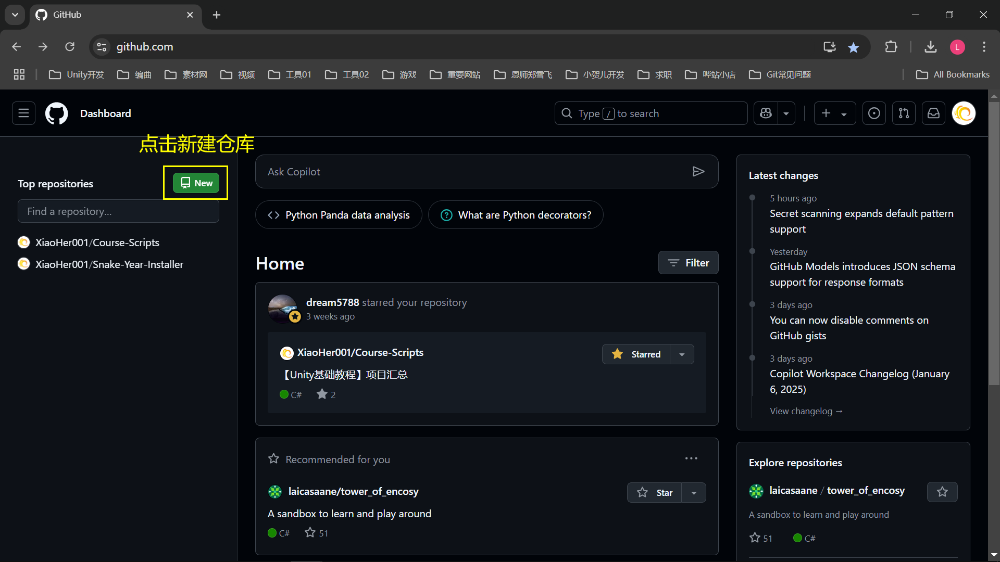 GitHub
github.com
L
Unity开发
编曲
素材网
视频
工具01
工具02
游戏
重要网站
恩师郑雪飞
小贺儿开发
求职
哔站小店
Git常见问题
All Bookmarks
Dashboard
Type / to search
点击新建仓库
Top repositories
New
Find a repository...
XiaoHer001/Course-Scripts
XiaoHer001/Snake-Year-Installer
Ask Copilot
Python Panda data analysis
What are Python decorators?
Home
Filter
dream5788 starred your repository
3 weeks ago
XiaoHer001/Course-Scripts
Starred
【Unity基础教程】项目汇总
C#
2
Recommended for you
laicasaane/tower_of_encosy
Star
A sandbox to learn and play around
C#
51
Latest changes
5 hours ago
Secret scanning expands default pattern
support
Yesterday
GitHub Models introduces JSON schema
support for response formats
3 days ago
You can now disable comments on
GitHub gists
3 days ago
Copilot Workspace Changelog (January
6, 2025)
View changelog →
Explore repositories
laicasaane / tower_of_encosy
A sandbox to learn and play around
51
C#